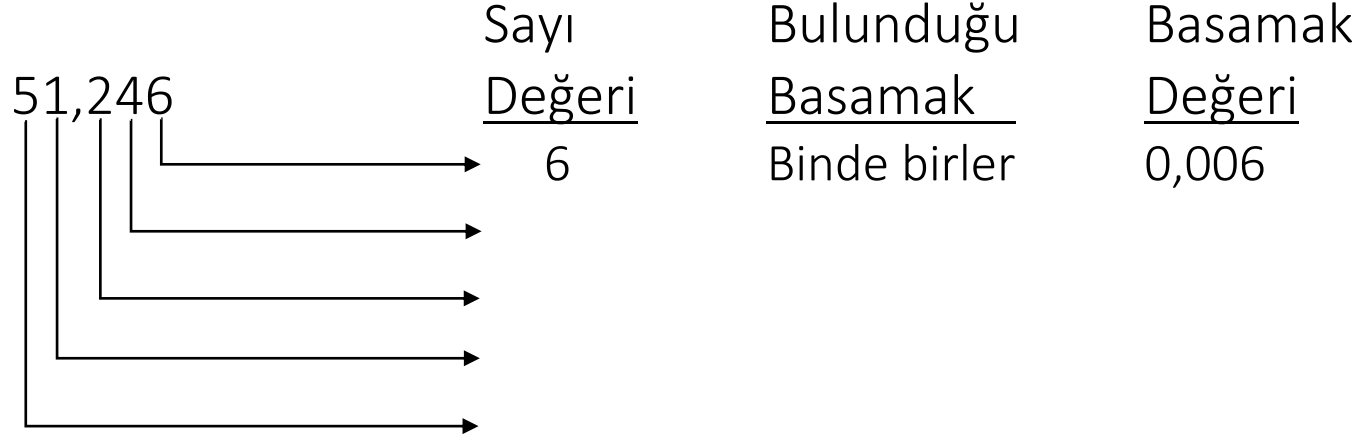 Sayı Bulunduğu Basamak
51,246 Değeri Basamak Değeri
6 Binde birler 0,006